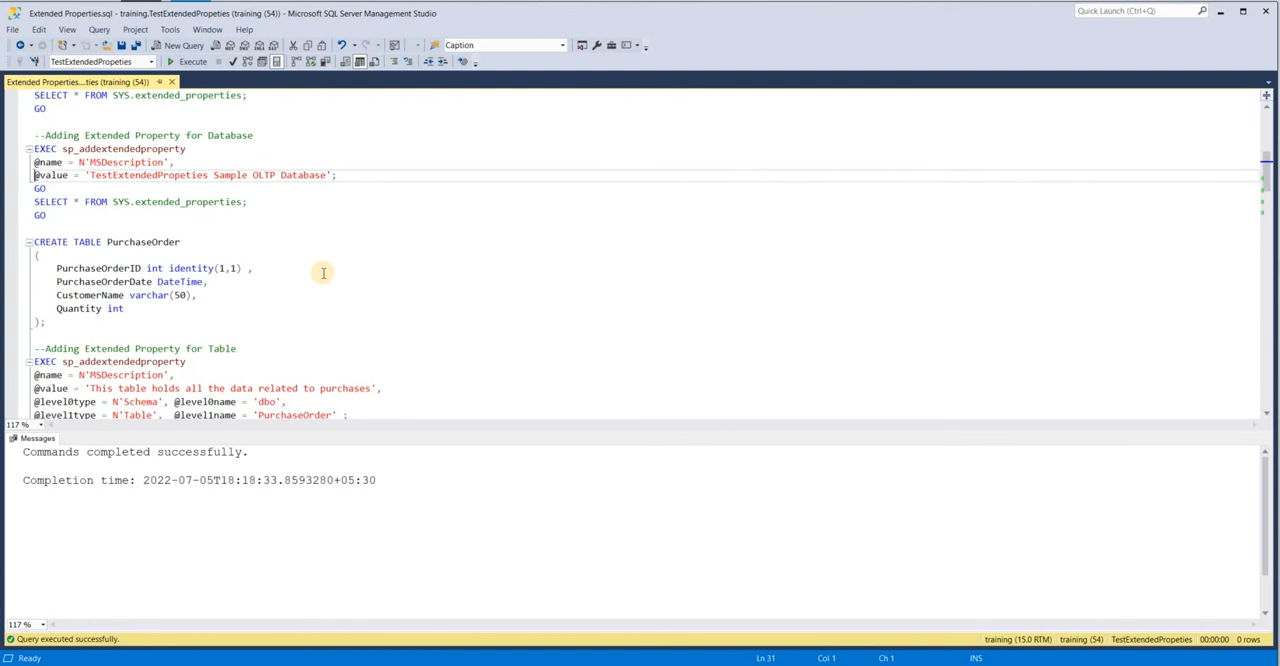 Extended Properties.sql - training.TestExtendedPropeties (training (54)) - Microsoft SQL Server Management Studio
Quick Launch (Ctrl+Q)
File Edit View Query Project Tools Window Help
New Query
Caption
TestExtendedPropeties
Execute
Extended Properties....ties (training (54))
SELECT * FROM SYS.extended_properties;
GO
--Adding Extended Property for Database
EXEC sp_addextendedproperty
@name = N'MSDescription',
@value = 'TestExtendedPropeties Sample OLTP Database';
GO
SELECT * FROM SYS.extended_properties;
GO
CREATE TABLE PurchaseOrder
(
PurchaseOrderID int identity(1,1) ,
PurchaseOrderDate DateTime,
CustomerName varchar(50),
Quantity int
);
--Adding Extended Property for Table
EXEC sp_addextendedproperty
@name = N'MSDescription',
@value = 'This table holds all the data related to purchases',
@level0type = N'Schema', @level0name = 'dbo',
@level1type = N'Table', @level1name = 'PurchaseOrder' ;
117 %
Messages
Commands completed successfully.
Completion time: 2022-07-05T18:18:33.8593280+05:30
117 %
Query executed successfully.
training (15.0 RTM) training (54) TestExtendedPropeties 00:00:00 0 rows
Ready
Ln 31 Col 1 Ch 1 INS